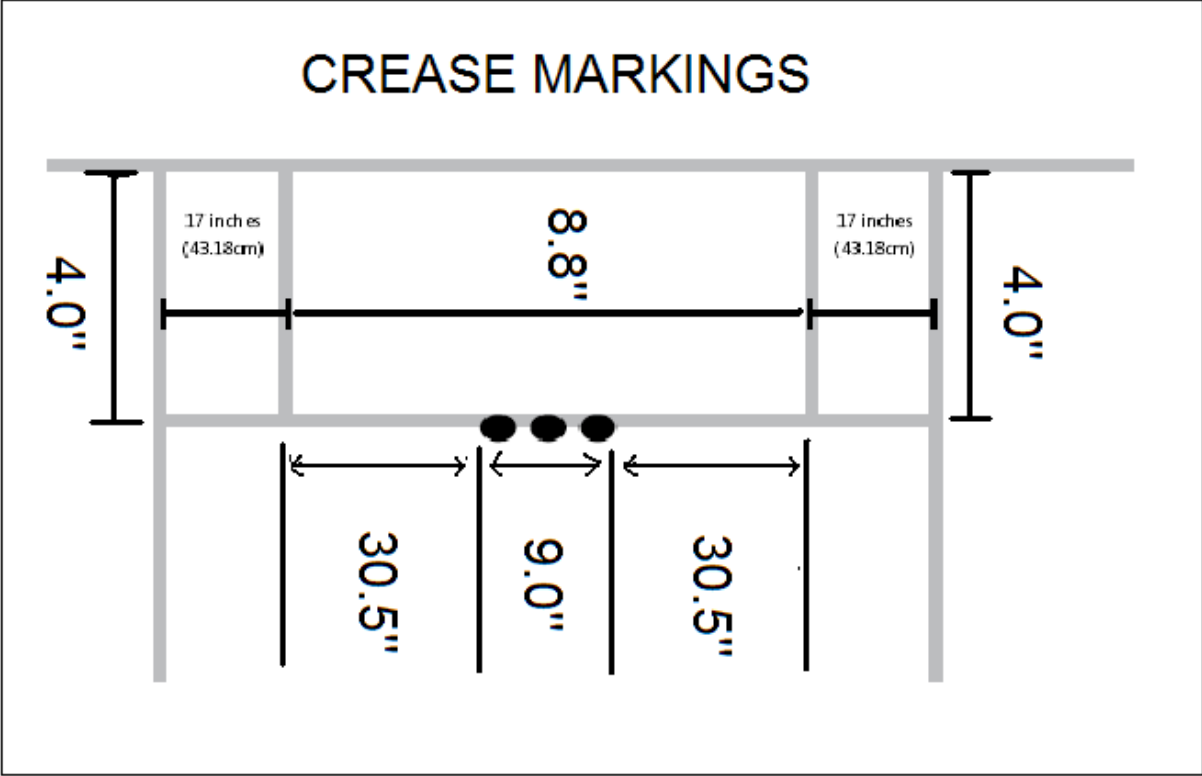 CREASE MARKINGS
17 inches
(43.18cm)
8.8"
17 inches
(43.18cm)
4.0"
4.0"
30.5"
9.0"
30.5"